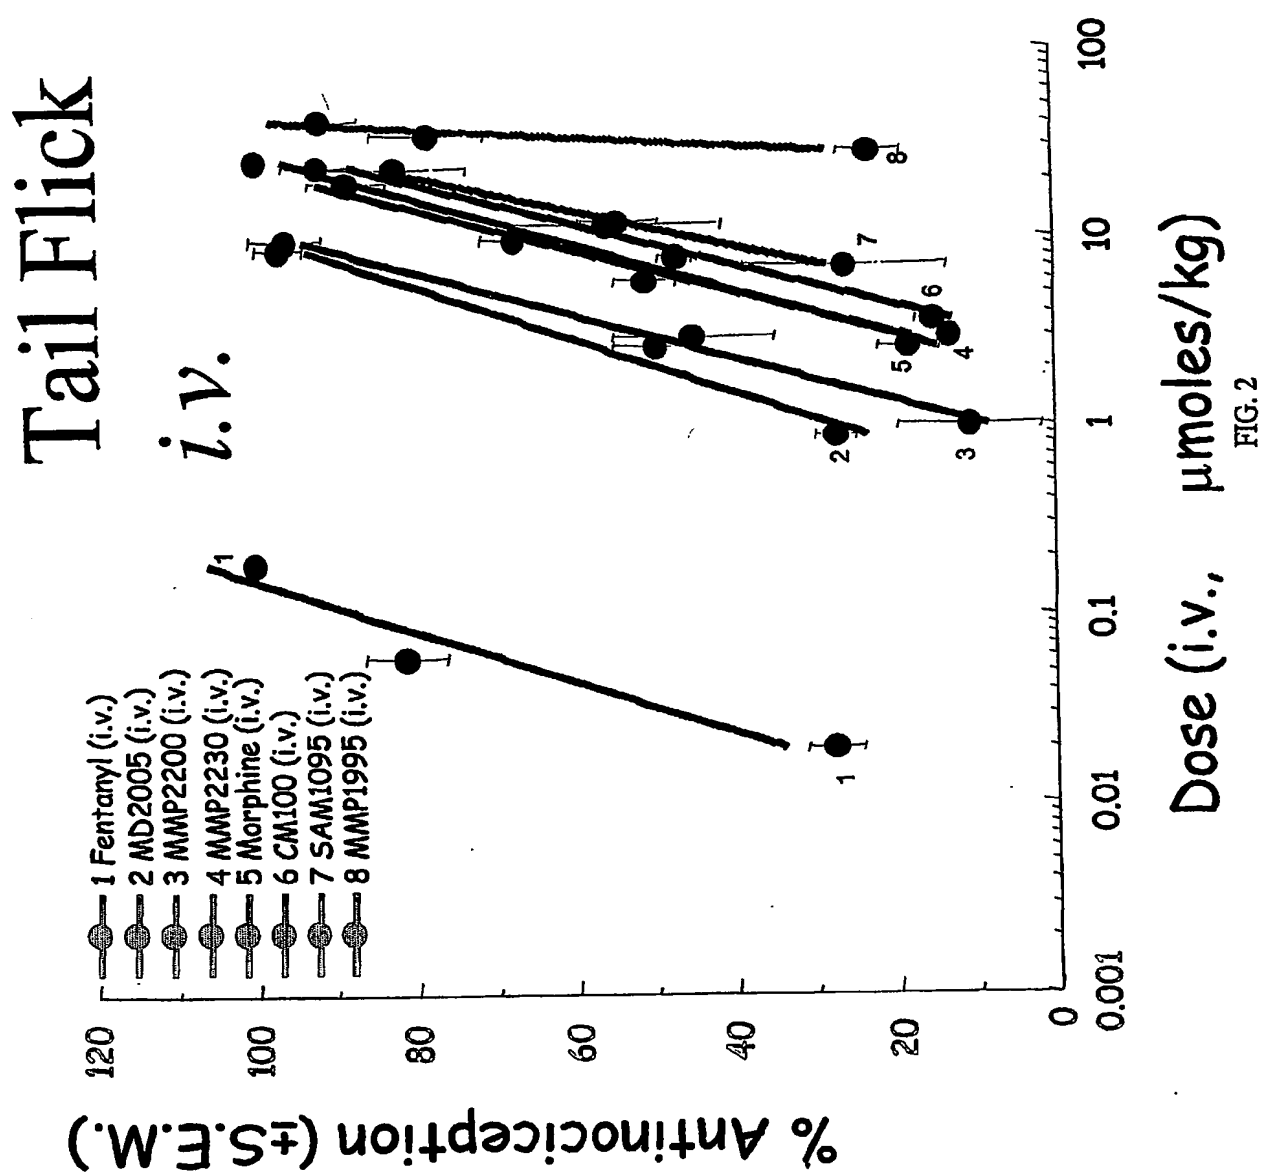 Tail Flick
i.v.
1 Fentanyl (i.v.)
2 MD2005 (i.v.)
3 MMP2200 (i.v.)
4 MMP2230 (i.v.)
5 Morphine (i.v.)
6 CM100 (i.v.)
7 SAM1095 (i.v.)
8 MMP1995 (i.v.)
% Antinociception (±S.E.M.)
120
100
80
60
40
20
0
1
1
2
3
5
4
6
7
8
0.001
0.01
0.1
1
10
100
Dose (i.v., μmoles/kg)
FIG. 2